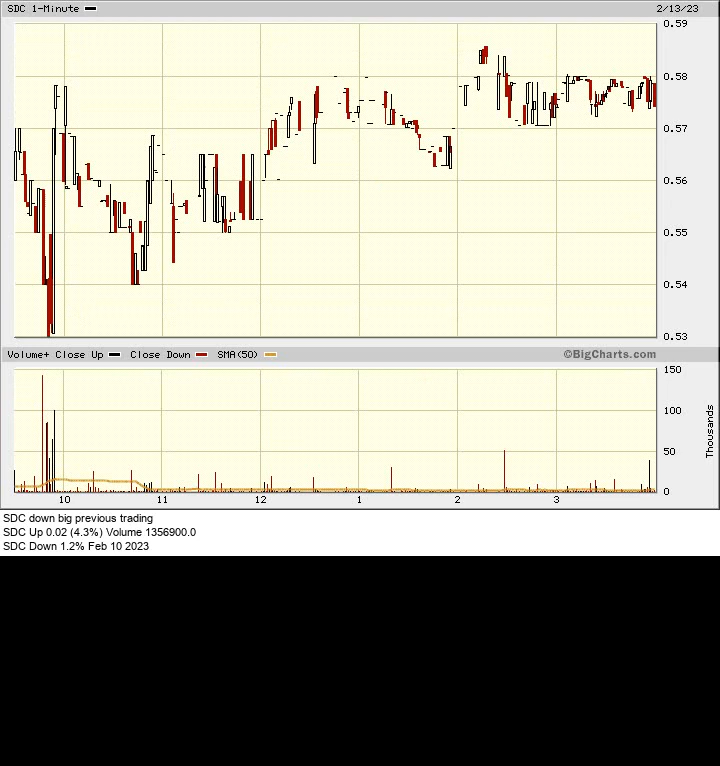 SDC 1-Minute 2/13/23
0.59
0.58
0.57
0.56
0.55
0.54
0.53
Volume+ Close Up Close Down SMA(50) ©BigCharts.com
150
100
50
0
Thousands
10 11 12 1 2 3
SDC down big previous trading
SDC Up 0.02 (4.3%) Volume 1356900.0
SDC Down 1.2% Feb 10 2023